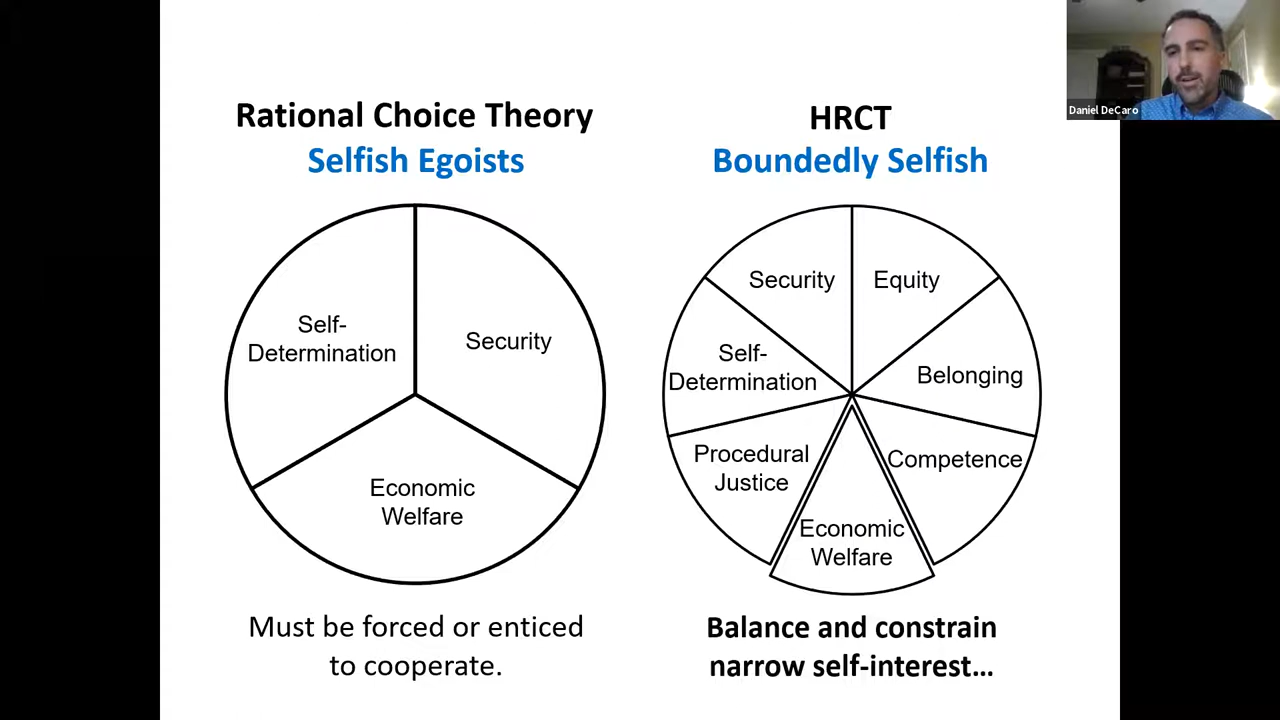 Rational Choice Theory
Selfish Egoists
Self-
Determination
Security
Economic
Welfare
Must be forced or enticed
to cooperate.
HRCT
Boundedly Selfish
Security
Equity
Self-
Determination
Belonging
Procedural
Justice
Competence
Economic
Welfare
Balance and constrain
narrow self-interest...
Daniel DeCaro